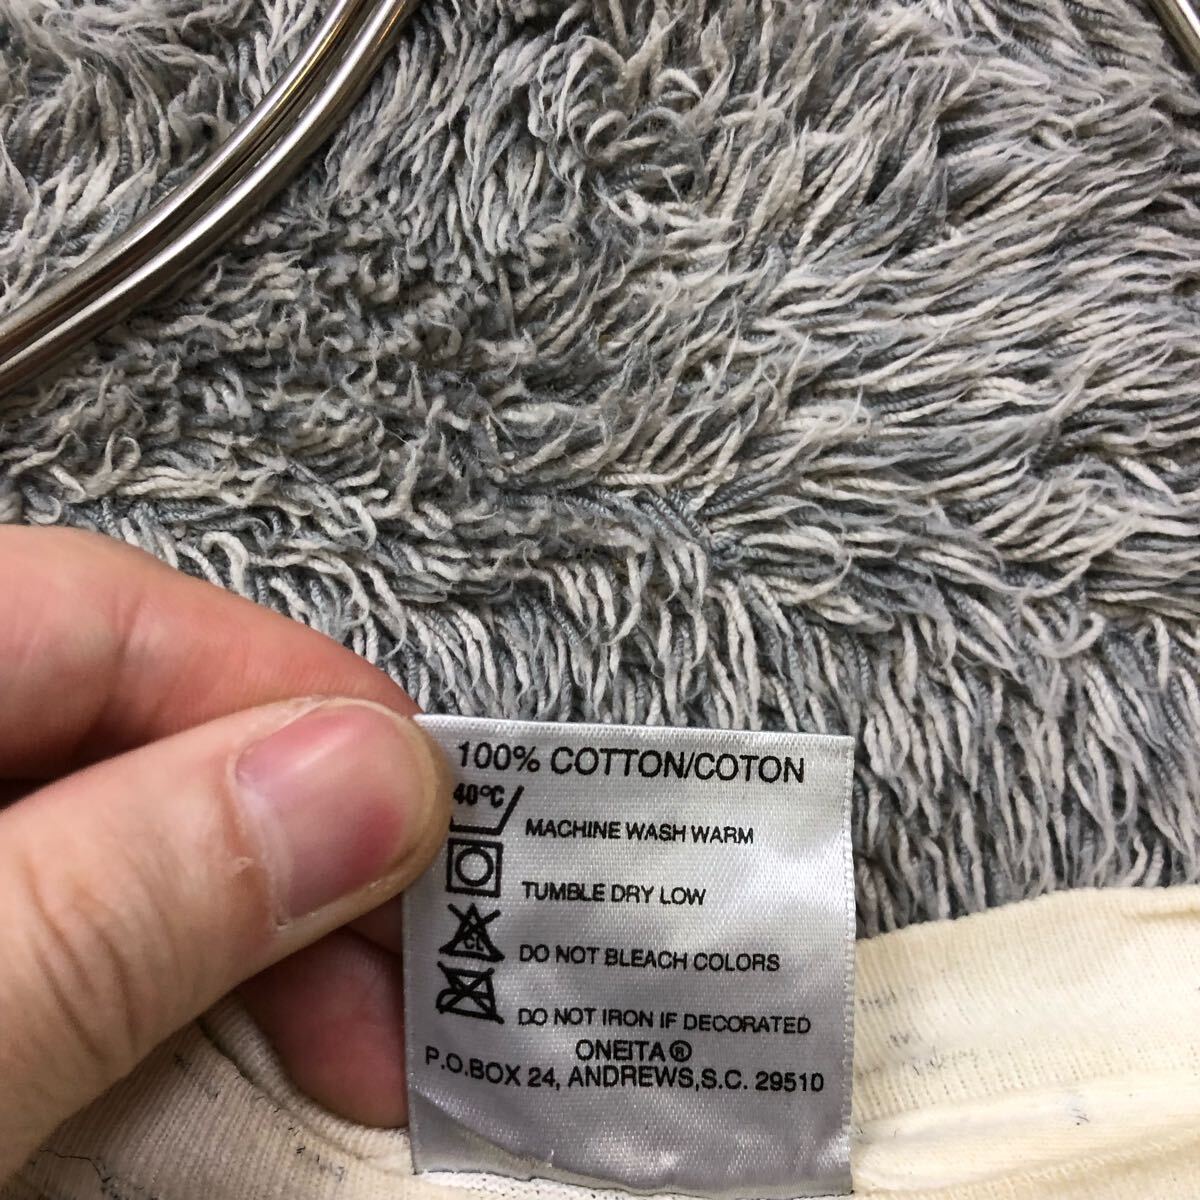 100% COTTON/COTON
40°C
MACHINE WASH WARM
TUMBLE DRY LOW
CL
DO NOT BLEACH COLORS
DO NOT IRON IF DECORATED
ONEITA®
P.O.BOX 24, ANDREWS,S.C. 29510